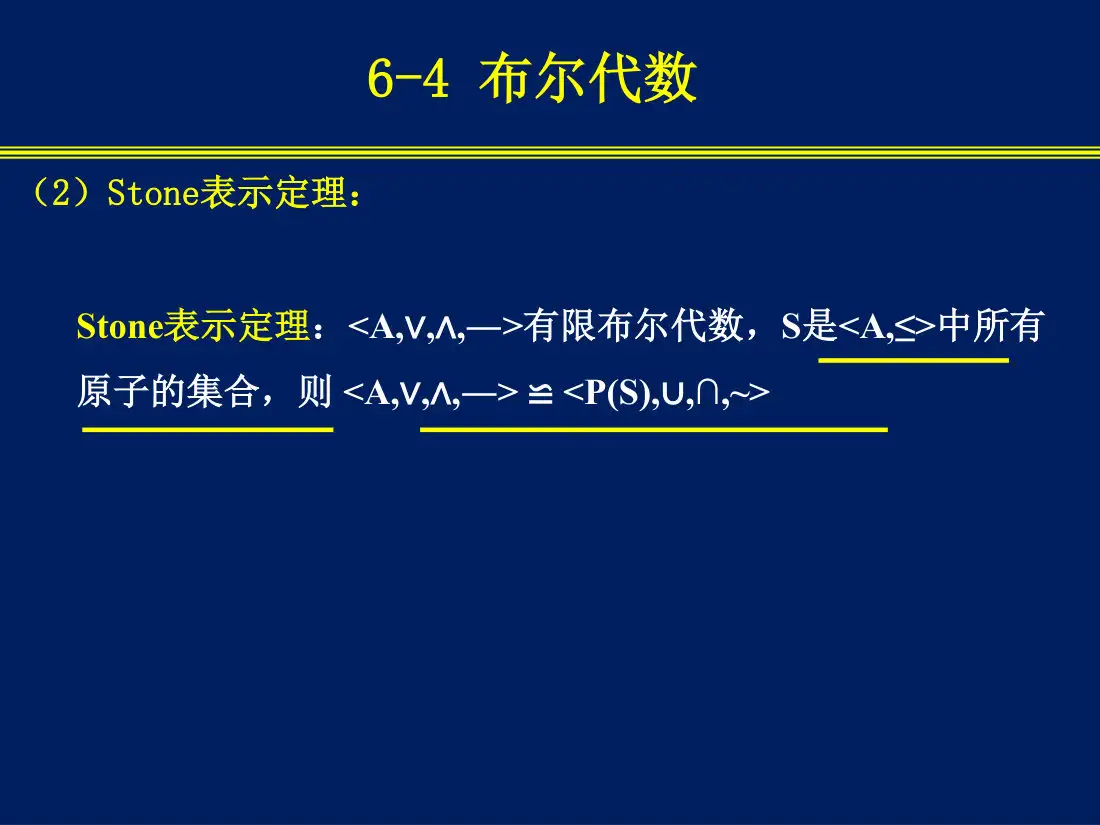 6-4 布尔代数
（2）Stone表示定理：
Stone表示定理：<A,∨,∧,—>有限布尔代数，S是<A,≤>中所有
原子的集合，则 <A,∨,∧,—> ≌ <P(S),∪,∩,~>